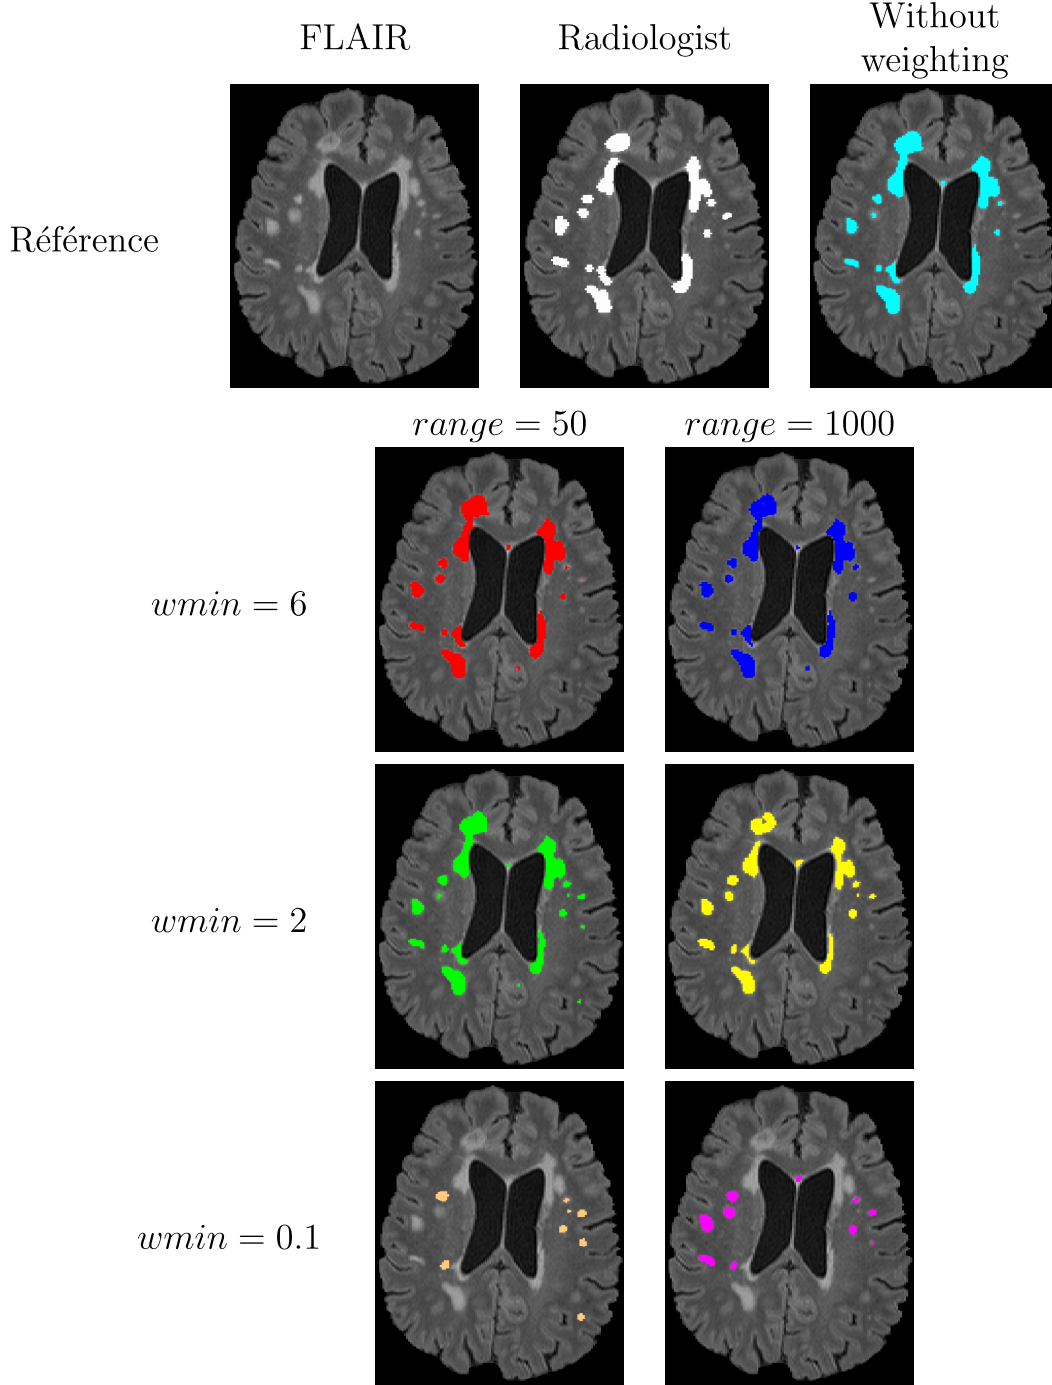 FLAIR
Radiologist
Without
weighting
Référence
range = 50
range = 1000
wmin = 6
wmin = 2
wmin = 0.1